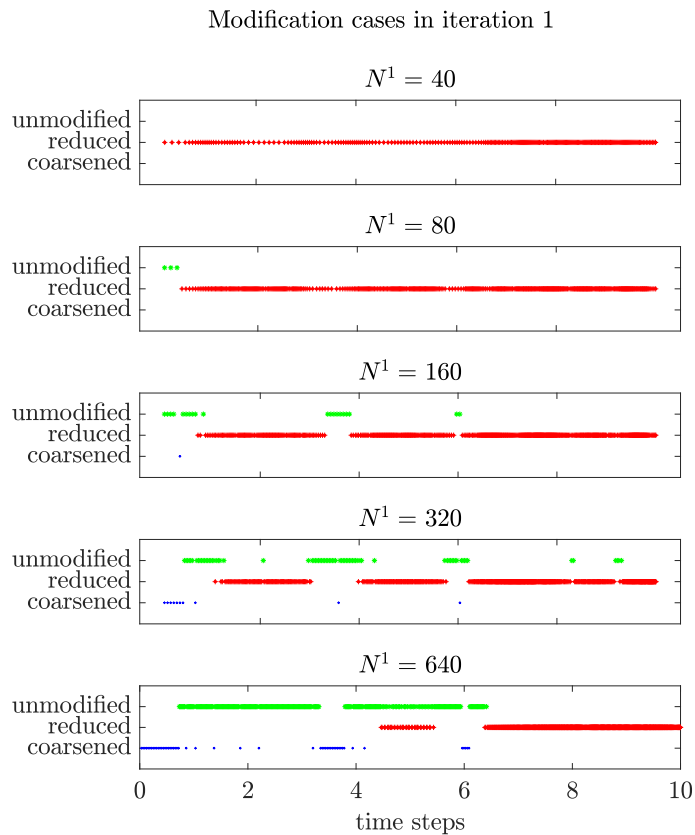 Modification cases in iteration 1
N¹ = 40
unmodified
reduced
coarsened
N¹ = 80
unmodified
reduced
coarsened
N¹ = 160
unmodified
reduced
coarsened
N¹ = 320
unmodified
reduced
coarsened
N¹ = 640
unmodified
reduced
coarsened
0 2 4 6 8 10
time steps